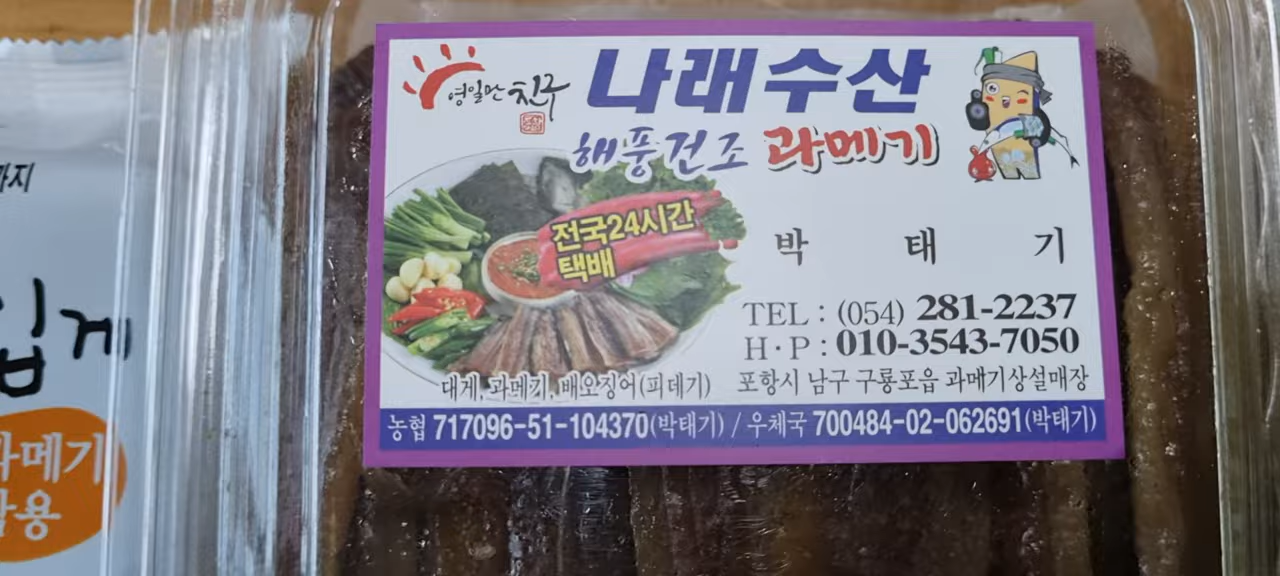 까지
입게
과메기
활용
영일만 친구
나래수산
해풍건조 과메기
전국24시간
택배
박 태 기
TEL : (054) 281-2237
H·P : 010-3543-7050
대게, 과메기, 배오징어(피데기)
포항시 남구 구룡포읍 과메기상설매장
농협 717096-51-104370(박태기) / 우체국 700484-02-062691(박태기)